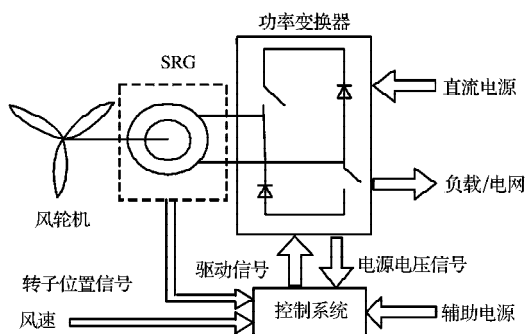 功率变换器
SRG
直流电源
负载/电网
风轮机
驱动信号
电源电压信号
转子位置信号
风速
控制系统
辅助电源